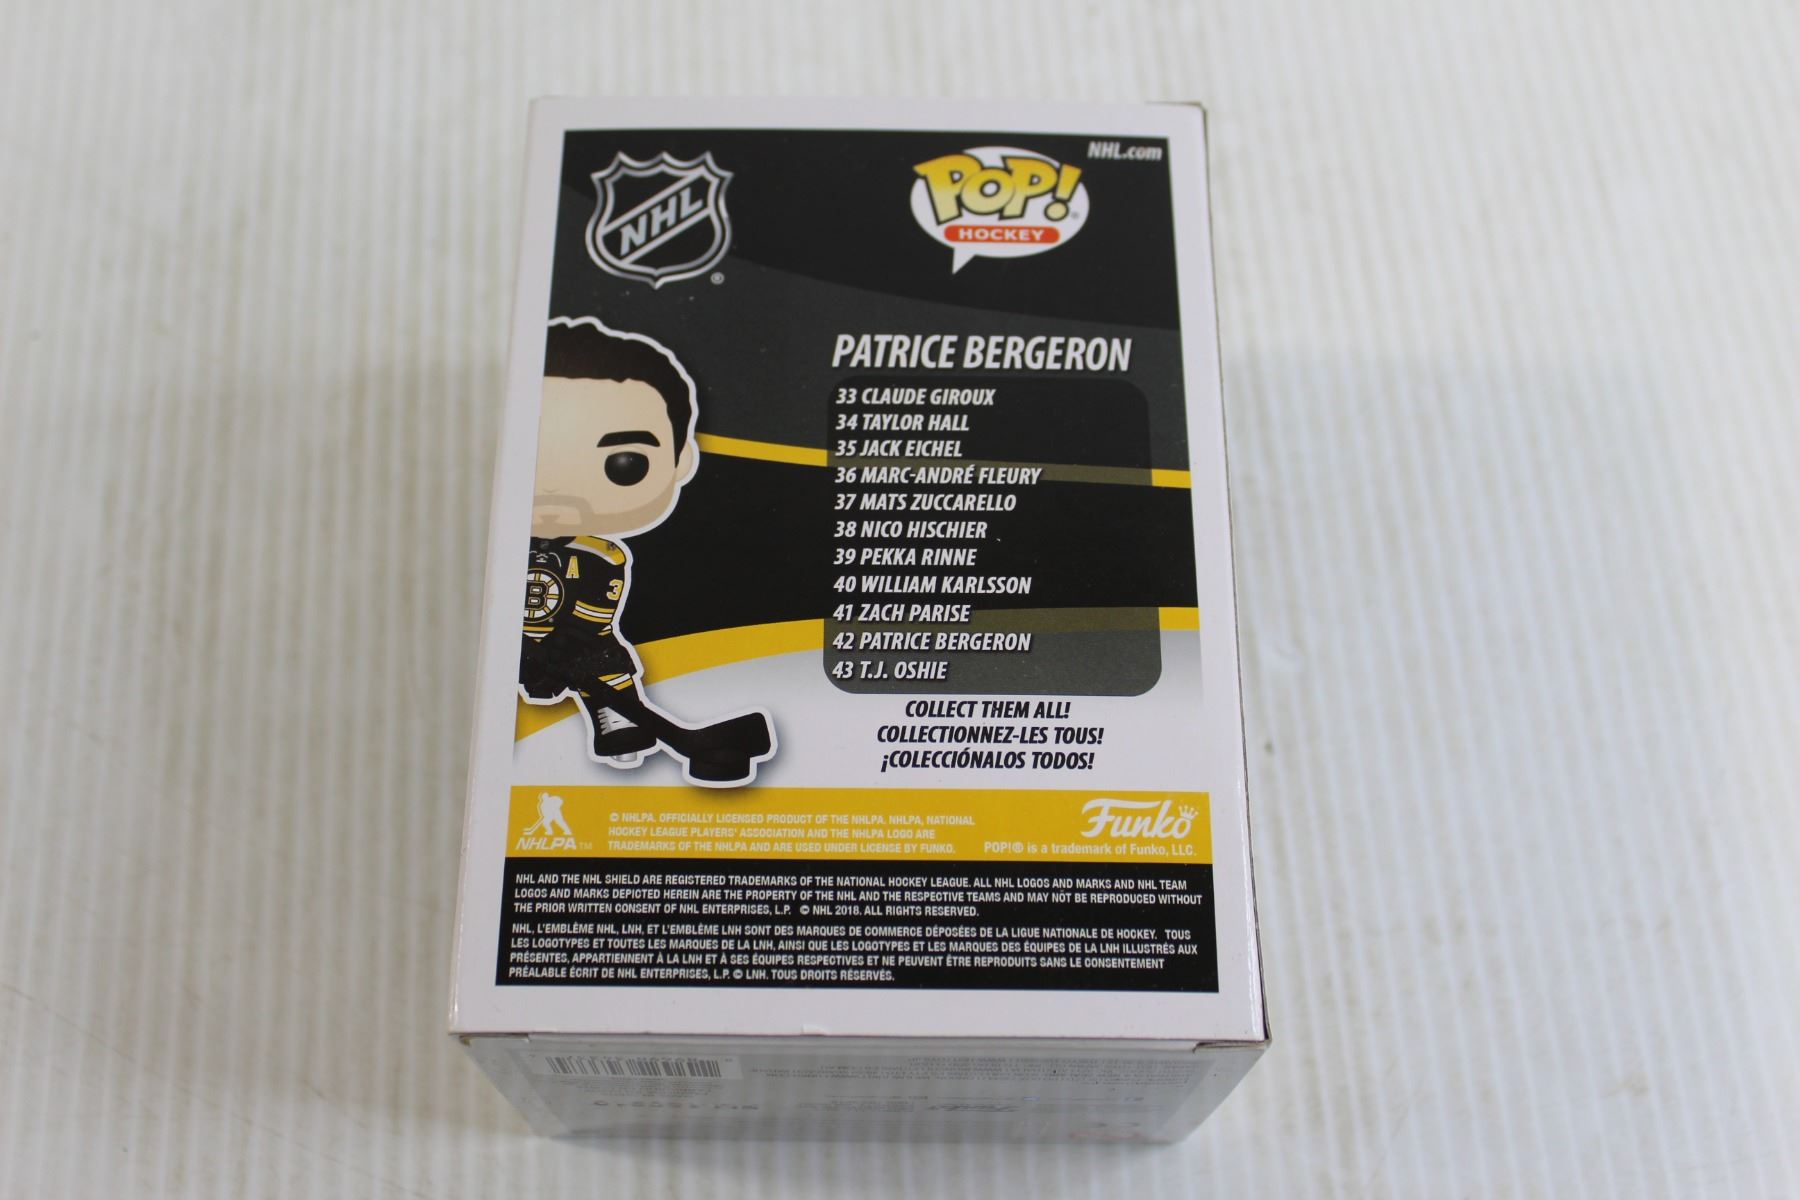 NHL.com
NHL
®
POP!
HOCKEY
PATRICE BERGERON
33 CLAUDE GIROUX
34 TAYLOR HALL
35 JACK EICHEL
36 MARC-ANDRÉ FLEURY
37 MATS ZUCCARELLO
38 NICO HISCHIER
39 PEKKA RINNE
40 WILLIAM KARLSSON
41 ZACH PARISE
42 PATRICE BERGERON
43 T.J. OSHIE
A
3
B
COLLECT THEM ALL!
COLLECTIONNEZ-LES TOUS!
¡COLECCIÓNALOS TODOS!
NHLPA TM
© NHLPA. OFFICIALLY LICENSED PRODUCT OF THE NHLPA. NHLPA, NATIONAL
HOCKEY LEAGUE PLAYERS' ASSOCIATION AND THE NHLPA LOGO ARE
TRADEMARKS OF THE NHLPA AND ARE USED UNDER LICENSE BY FUNKO.
Funko
POP!® is a trademark of Funko, LLC.
NHL AND THE NHL SHIELD ARE REGISTERED TRADEMARKS OF THE NATIONAL HOCKEY LEAGUE. ALL NHL LOGOS AND MARKS AND NHL TEAM
LOGOS AND MARKS DEPICTED HEREIN ARE THE PROPERTY OF THE NHL AND THE RESPECTIVE TEAMS AND MAY NOT BE REPRODUCED WITHOUT
THE PRIOR WRITTEN CONSENT OF NHL ENTERPRISES, L.P. © NHL 2018. ALL RIGHTS RESERVED.
NHL, L'EMBLÈME NHL, LNH, ET L'EMBLÈME LNH SONT DES MARQUES DE COMMERCE DÉPOSÉES DE LA LIGUE NATIONALE DE HOCKEY. TOUS
LES LOGOTYPES ET TOUTES LES MARQUES DE LA LNH, AINSI QUE LES LOGOTYPES ET LES MARQUES DES ÉQUIPES DE LA LNH ILLUSTRÉS AUX
PRÉSENTES, APPARTIENNENT À LA LNH ET À SES ÉQUIPES RESPECTIVES ET NE PEUVENT ÊTRE REPRODUITS SANS LE CONSENTEMENT
PRÉALABLE ÉCRIT DE NHL ENTERPRISES, L.P. © LNH. TOUS DROITS RÉSERVÉS.